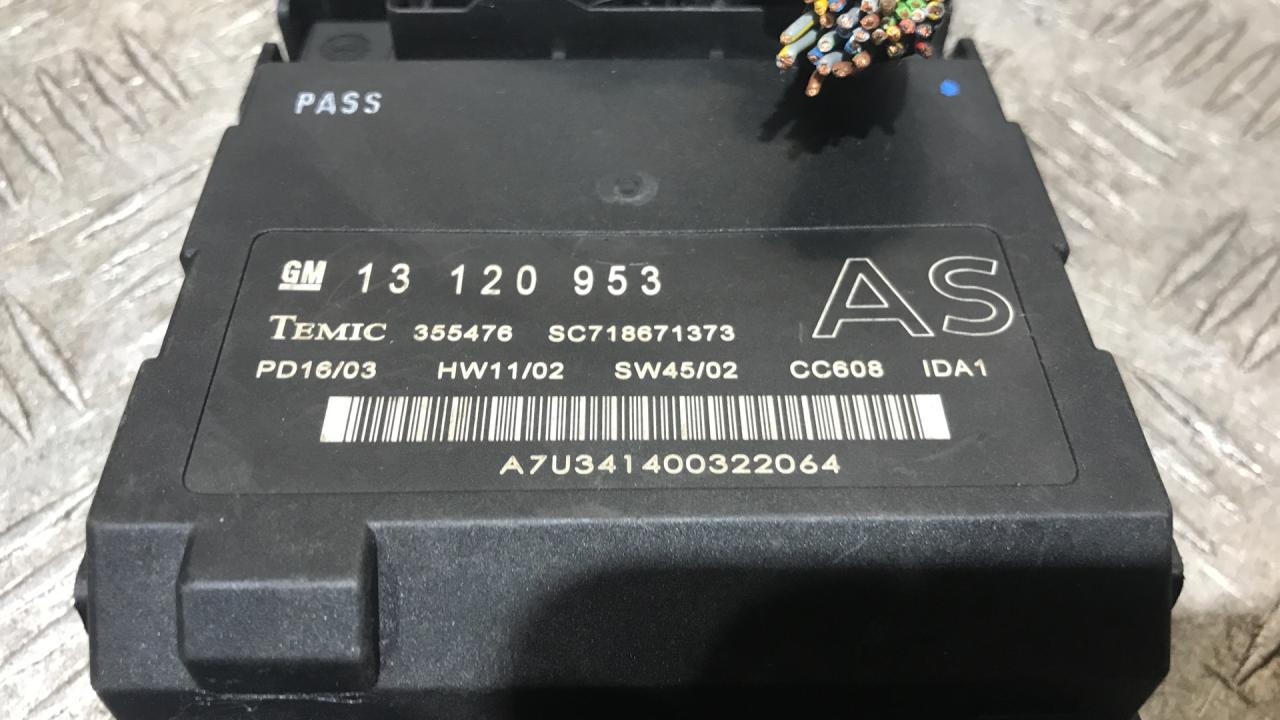 PASS
GM 13 120 953 AS
TEMIC 355476 SC718671373
PD16/03 HW11/02 SW45/02 CC608 IDA1
A7U341400322064